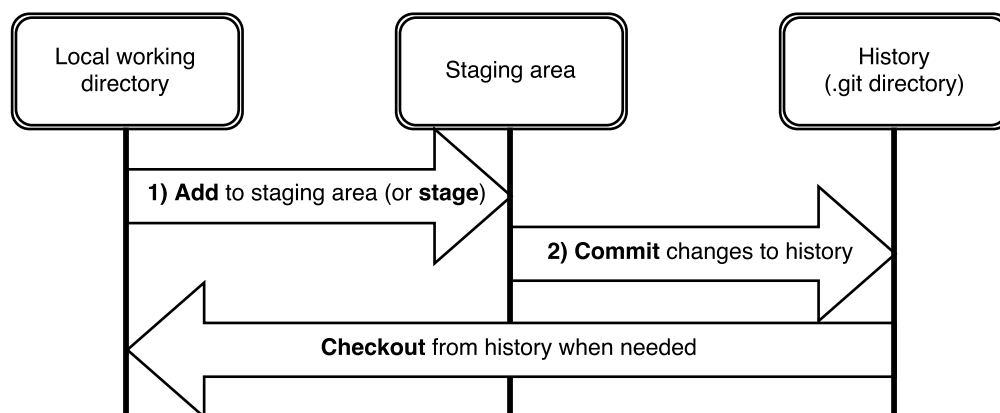 Local working
directory
Staging area
History
(.git directory)
1) Add to staging area (or stage)
2) Commit changes to history
Checkout from history when needed